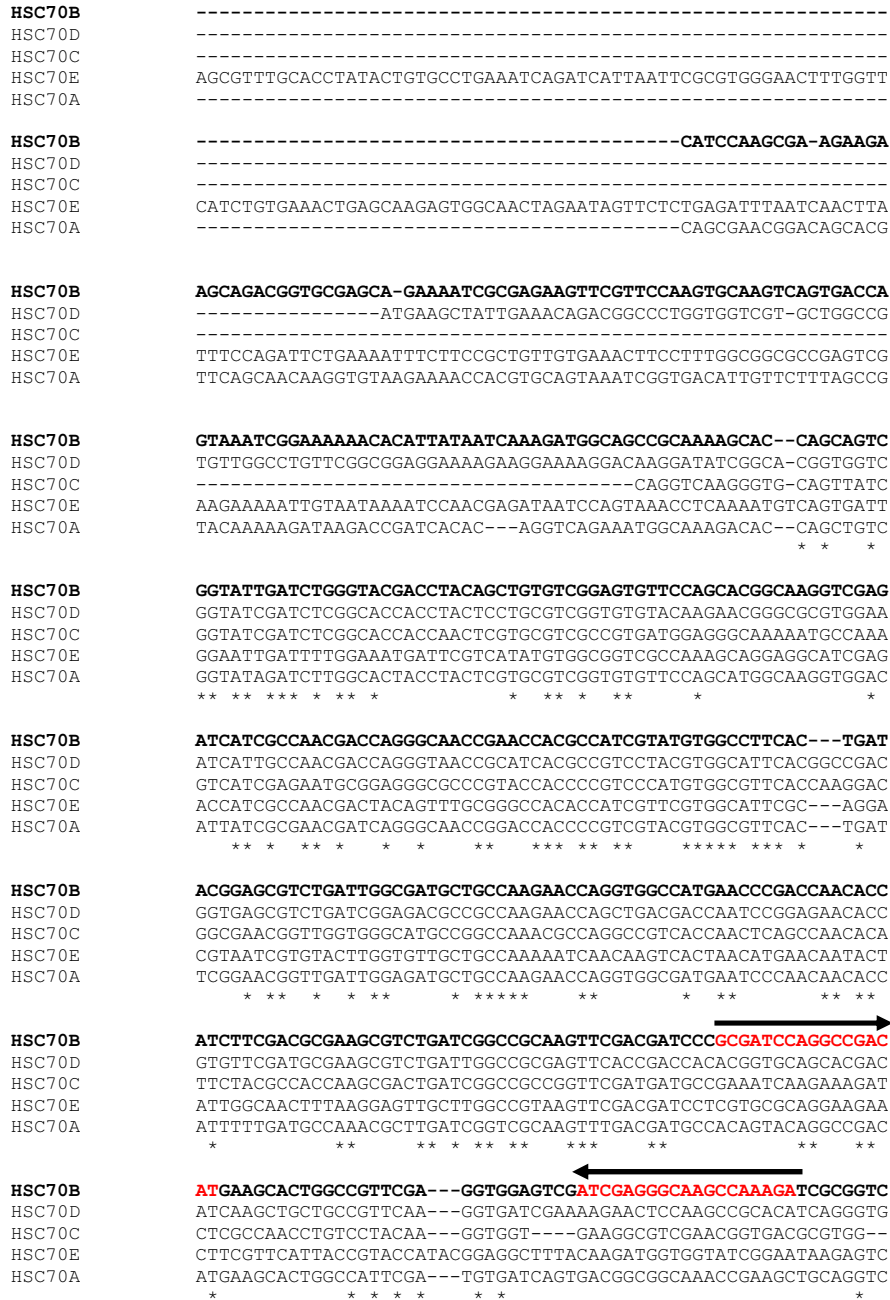 HSC70B ------------------------------------------------------------
HSC70D ------------------------------------------------------------
HSC70C ------------------------------------------------------------
HSC70E AGCGTTTGCACCTATACTGTGCCTGAAATCAGATCATTAATTCGCGTGGGAACTTTGGTT
HSC70A ------------------------------------------------------------
HSC70B ------------------------------------------CATCCAAGCGA-AGAAGA
HSC70D ------------------------------------------------------------
HSC70C ------------------------------------------------------------
HSC70E CATCTGTGAAACTGAGCAAGAGTGGCAACTAGAATAGTTCTCTGAGATTTAATCAACTTA
HSC70A ------------------------------------------CAGCGAACGGACAGCACG
HSC70B AGCAGACGGTGCGAGCA-GAAAATCGCGAGAAGTTCGTTCCAAGTGCAAGTCAGTGACCA
HSC70D ----------------ATGAAGCTATTGAAACAGACGGCCCTGGTGGTCGT-GCTGGCCG
HSC70C ------------------------------------------------------------
HSC70E TTTCCAGATTCTGAAAATTTCTTCCGCTGTTGTGAAACTTCCTTTGGCGGCGCCGAGTCG
HSC70A TTCAGCAACAAGGTGTAAGAAAACCACGTGCAGTAAATCGGTGACATTGTTCTTTAGCCG
HSC70B GTAAATCGGAAAAAACACATTATAATCAAAGATGGCAGCCGCAAAAGCAC--CAGCAGTC
HSC70D TGTTGGCCTGTTCGGCGGAGGAAAAGAAGGAAAAGGACAAGGATATCGGCA-CGGTGGTC
HSC70C --------------------------------------CAGGTCAAGGGTG-CAGTTATC
HSC70E AAGAAAAATTGTAATAAAATCCAACGAGATAATCCAGTAAACCTCAAAATGTCAGTGATT
HSC70A TACAAAAAGATAAGACCGATCACAC---AGGTCAGAAATGGCAAAGACAC--CAGCTGTC
* * *
HSC70B GGTATTGATCTGGGTACGACCTACAGCTGTGTCGGAGTGTTCCAGCACGGCAAGGTCGAG
HSC70D GGTATCGATCTCGGCACCACCTACTCCTGCGTCGGTGTGTACAAGAACGGGCGCGTGGAA
HSC70C GGTATCGATCTCGGCACCACCAACTCGTGCGTCGCCGTGATGGAGGGCAAAAATGCCAAA
HSC70E GGAATTGATTTTGGAAATGATTCGTCATATGTGGCGGTCGCCAAAGCAGGAGGCATCGAG
HSC70A GGTATAGATCTTGGCACTACCTACTCGTGCGTCGGTGTGTTCCAGCATGGCAAGGTGGAC
** ** *** * ** * * ** * ** * *
HSC70B ATCATCGCCAACGACCAGGGCAACCGAACCACGCCATCGTATGTGGCCTTCAC---TGAT
HSC70D ATCATTGCCAACGACCAGGGTAACCGCATCACGCCGTCCTACGTGGCATTCACGGCCGAC
HSC70C GTCATCGAGAATGCGGAGGGCGCCCGTACCACCCCGTCCCATGTGGCGTTCACCAAGGAC
HSC70E ACCATCGCCAACGACTACAGTTTGCGGGCCACACCATCGTTCGTGGCATTCGC---AGGA
HSC70A ATTATCGCGAACGATCAGGGCAACCGGACCACCCCGTCGTACGTGGCGTTCAC---TGAT
** * ** * * * ** *** ** ** ***** *** * *
HSC70B ACGGAGCGTCTGATTGGCGATGCTGCCAAGAACCAGGTGGCCATGAACCCGACCAACACC
HSC70D GGTGAGCGTCTGATCGGAGACGCCGCCAAGAACCAGCTGACGACCAATCCGGAGAACACC
HSC70C GGCGAACGGTTGGTGGGCATGCCGGCCAAACGCCAGGCCGTCACCAACTCAGCCAACACA
HSC70E CGTAATCGTGTACTTGGTGTTGCTGCCAAAAATCAACAAGTCACTAACATGAACAATACT
HSC70A TCGGAACGGTTGATTGGAGATGCTGCCAAGAACCAGGTGGCGATGAATCCCAACAACACC
* ** * * ** * ***** ** * ** ** **
HSC70B ATCTTCGACGCGAAGCGTCTGATCGGCCGCAAGTTCGACGATCCCGCGATCCAGGCCGAC
HSC70D GTGTTCGATGCGAAGCGTCTGATTGGCCGCGAGTTCACCGACCACACGGTGCAGCACGAC
HSC70C TTCTACGCCACCAAGCGACTGATCGGCCGCCGGTTCGATGATGCCGAAATCAAGAAAGAT
HSC70E ATTGGCAACTTTAAGGAGTTGCTTGGCCGTAAGTTCGACGATCCTCGTGCGCAGGAAGAA
HSC70A ATTTTTGATGCCAAACGCTTGATCGGTCGCAAGTTTGACGATGCCACAGTACAGGCCGAC
* ** ** * ** ** *** ** ** **
HSC70B ATGAAGCACTGGCCGTTCGA---GGTGGAGTCGATCGAGGGCAAGCCAAAGATCGCGGTC
HSC70D ATCAAGCTGCTGCCGTTCAA---GGTGATCGAAAAGAACTCCAAGCCGCACATCAGGGTG
HSC70C CTCGCCAACCTGTCCTACAA---GGTGGT----GAAGGCGTCGAACGGTGACGCGTGG--
HSC70E CTTCGTTCATTACCGTACCATACGGAGGCTTTACAAGATGGTGGTATCGGAATAAGAGTC
HSC70A ATGAAGCACTGGCCATTCGA---TGTGATCAGTGACGGCGGCAAACCGAAGCTGCAGGTC
* * * * * * * *